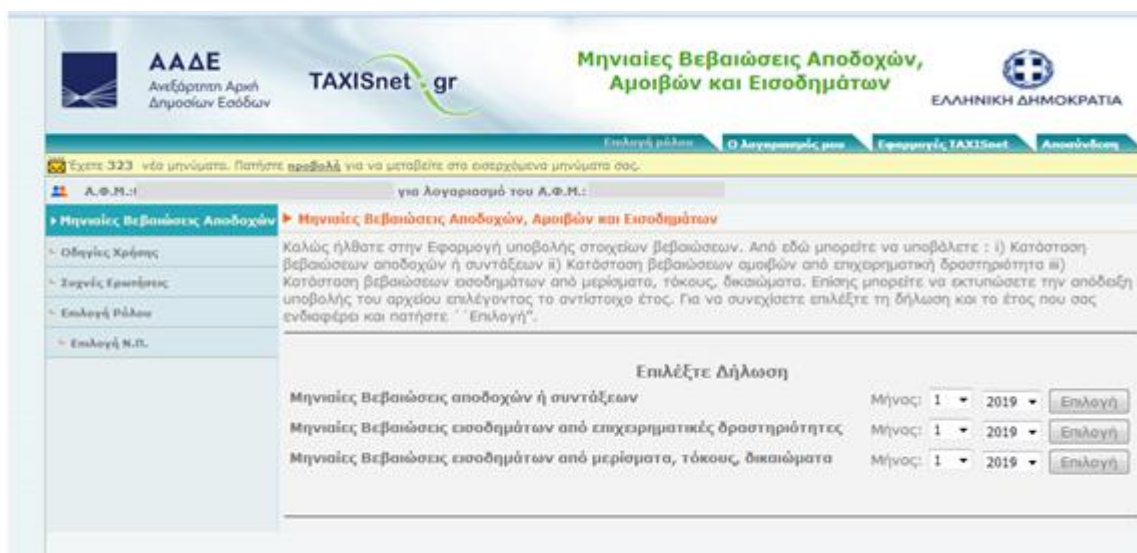 ΑΑΔΕ
Ανεξάρτητη Αρχή
Δημοσίων Εσόδων
TAXISnet gr
Μηνιαίες Βεβαιώσεις Αποδοχών,
Αμοιβών και Εισοδημάτων
ΕΛΛΗΝΙΚΗ ΔΗΜΟΚΡΑΤΙΑ
Επιλογή ρόλου Ο λογαριασμός μου Εφαρμογές TAXISnet Αποσύνδεση
Έχετε 323 νέα μηνύματα. Πατήστε προβολή για να μεταβείτε στα εισερχόμενα μηνύματα σας.
Α.Φ.Μ.: για λογαριασμό του Α.Φ.Μ.:
Μηνιαίες Βεβαιώσεις Αποδοχών
Οδηγίες Χρήσης
Συχνές Ερωτήσεις
Επιλογή Ρόλου
Επιλογή Ν.Π.
Μηνιαίες Βεβαιώσεις Αποδοχών, Αμοιβών και Εισοδημάτων
Καλώς ήλθατε στην Εφαρμογή υποβολής στοιχείων βεβαιώσεων. Από εδώ μπορείτε να υποβάλετε : i) Κατάσταση
βεβαιώσεων αποδοχών ή συντάξεων ii) Κατάσταση βεβαιώσεων αμοιβών από επιχειρηματική δραστηριότητα iii)
Κατάσταση βεβαιώσεων εισοδημάτων από μερίσματα, τόκους, δικαιώματα. Επίσης μπορείτε να εκτυπώσετε την απόδειξη
υποβολής του αρχείου επιλέγοντας το αντίστοιχο έτος. Για να συνεχίσετε επιλέξτε τη δήλωση και το έτος που σας
ενδιαφέρει και πατήστε ΄΄Επιλογή".
Επιλέξτε Δήλωση
Μηνιαίες Βεβαιώσεις αποδοχών ή συντάξεων Μήνας: 1 2019 Επιλογή
Μηνιαίες Βεβαιώσεις εισοδημάτων από επιχειρηματικές δραστηριότητες Μήνας: 1 2019 Επιλογή
Μηνιαίες Βεβαιώσεις εισοδημάτων από μερίσματα, τόκους, δικαιώματα Μήνας: 1 2019 Επιλογή